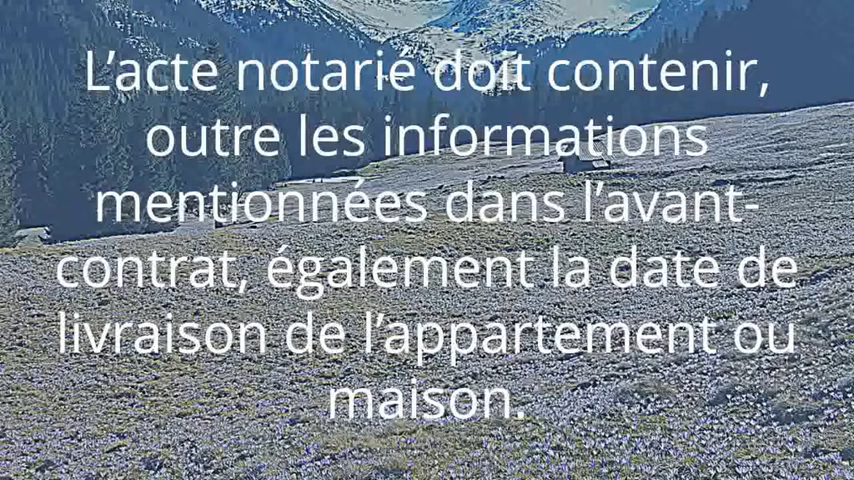 L’acte notarié doit contenir,
outre les informations
mentionnées dans l’avant-
contrat, également la date de
livraison de l’appartement ou
maison.